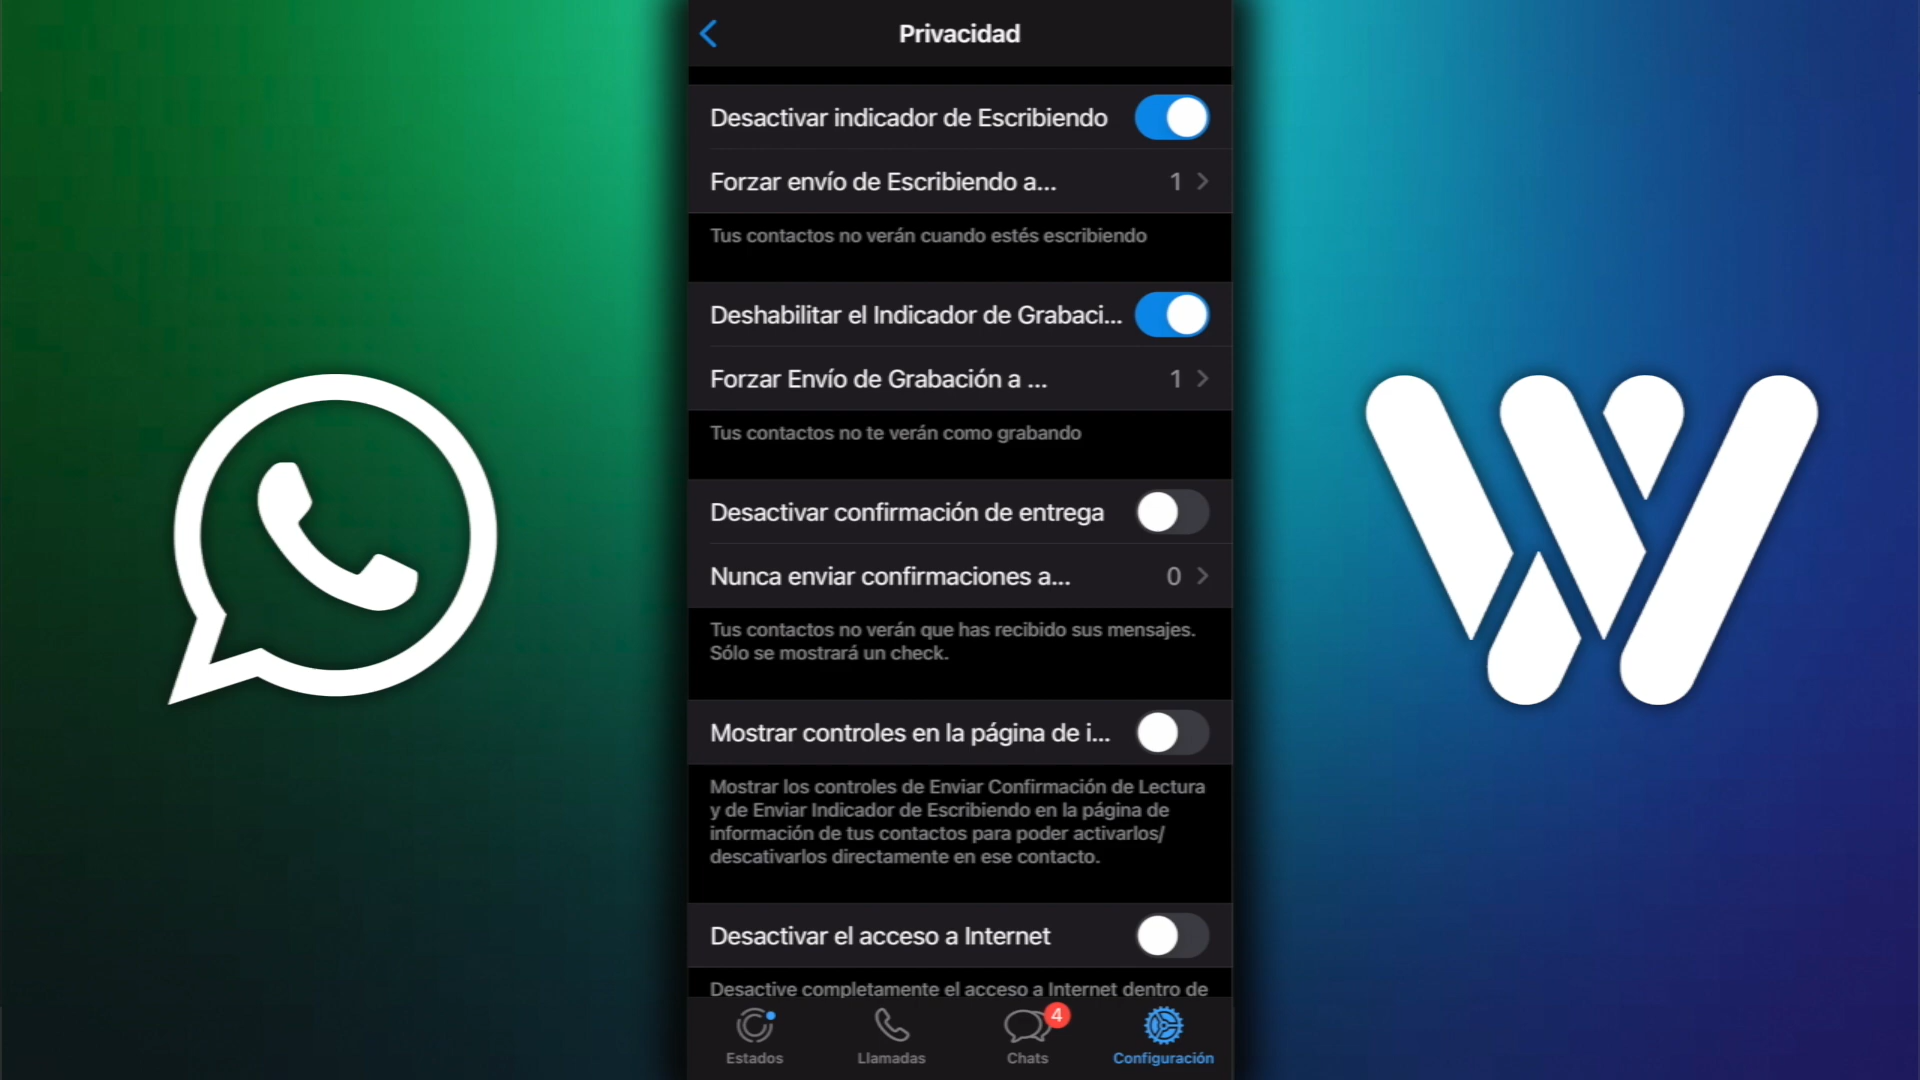 Privacidad
Desactivar indicador de Escribiendo
Forzar envío de Escribiendo a... 1
Tus contactos no verán cuando estés escribiendo
Deshabilitar el Indicador de Grabaci...
Forzar Envío de Grabación a ... 1
Tus contactos no te verán como grabando
Desactivar confirmación de entrega
Nunca enviar confirmaciones a... 0
Tus contactos no verán que has recibido sus mensajes.
Sólo se mostrará un check.
Mostrar controles en la página de i...
Mostrar los controles de Enviar Confirmación de Lectura
y de Enviar Indicador de Escribiendo en la página de
información de tus contactos para poder activarlos/
descativarlos directamente en ese contacto.
Desactivar el acceso a Internet
Desactive completamente el acceso a Internet dentro de
4
Estados Llamadas Chats Configuración